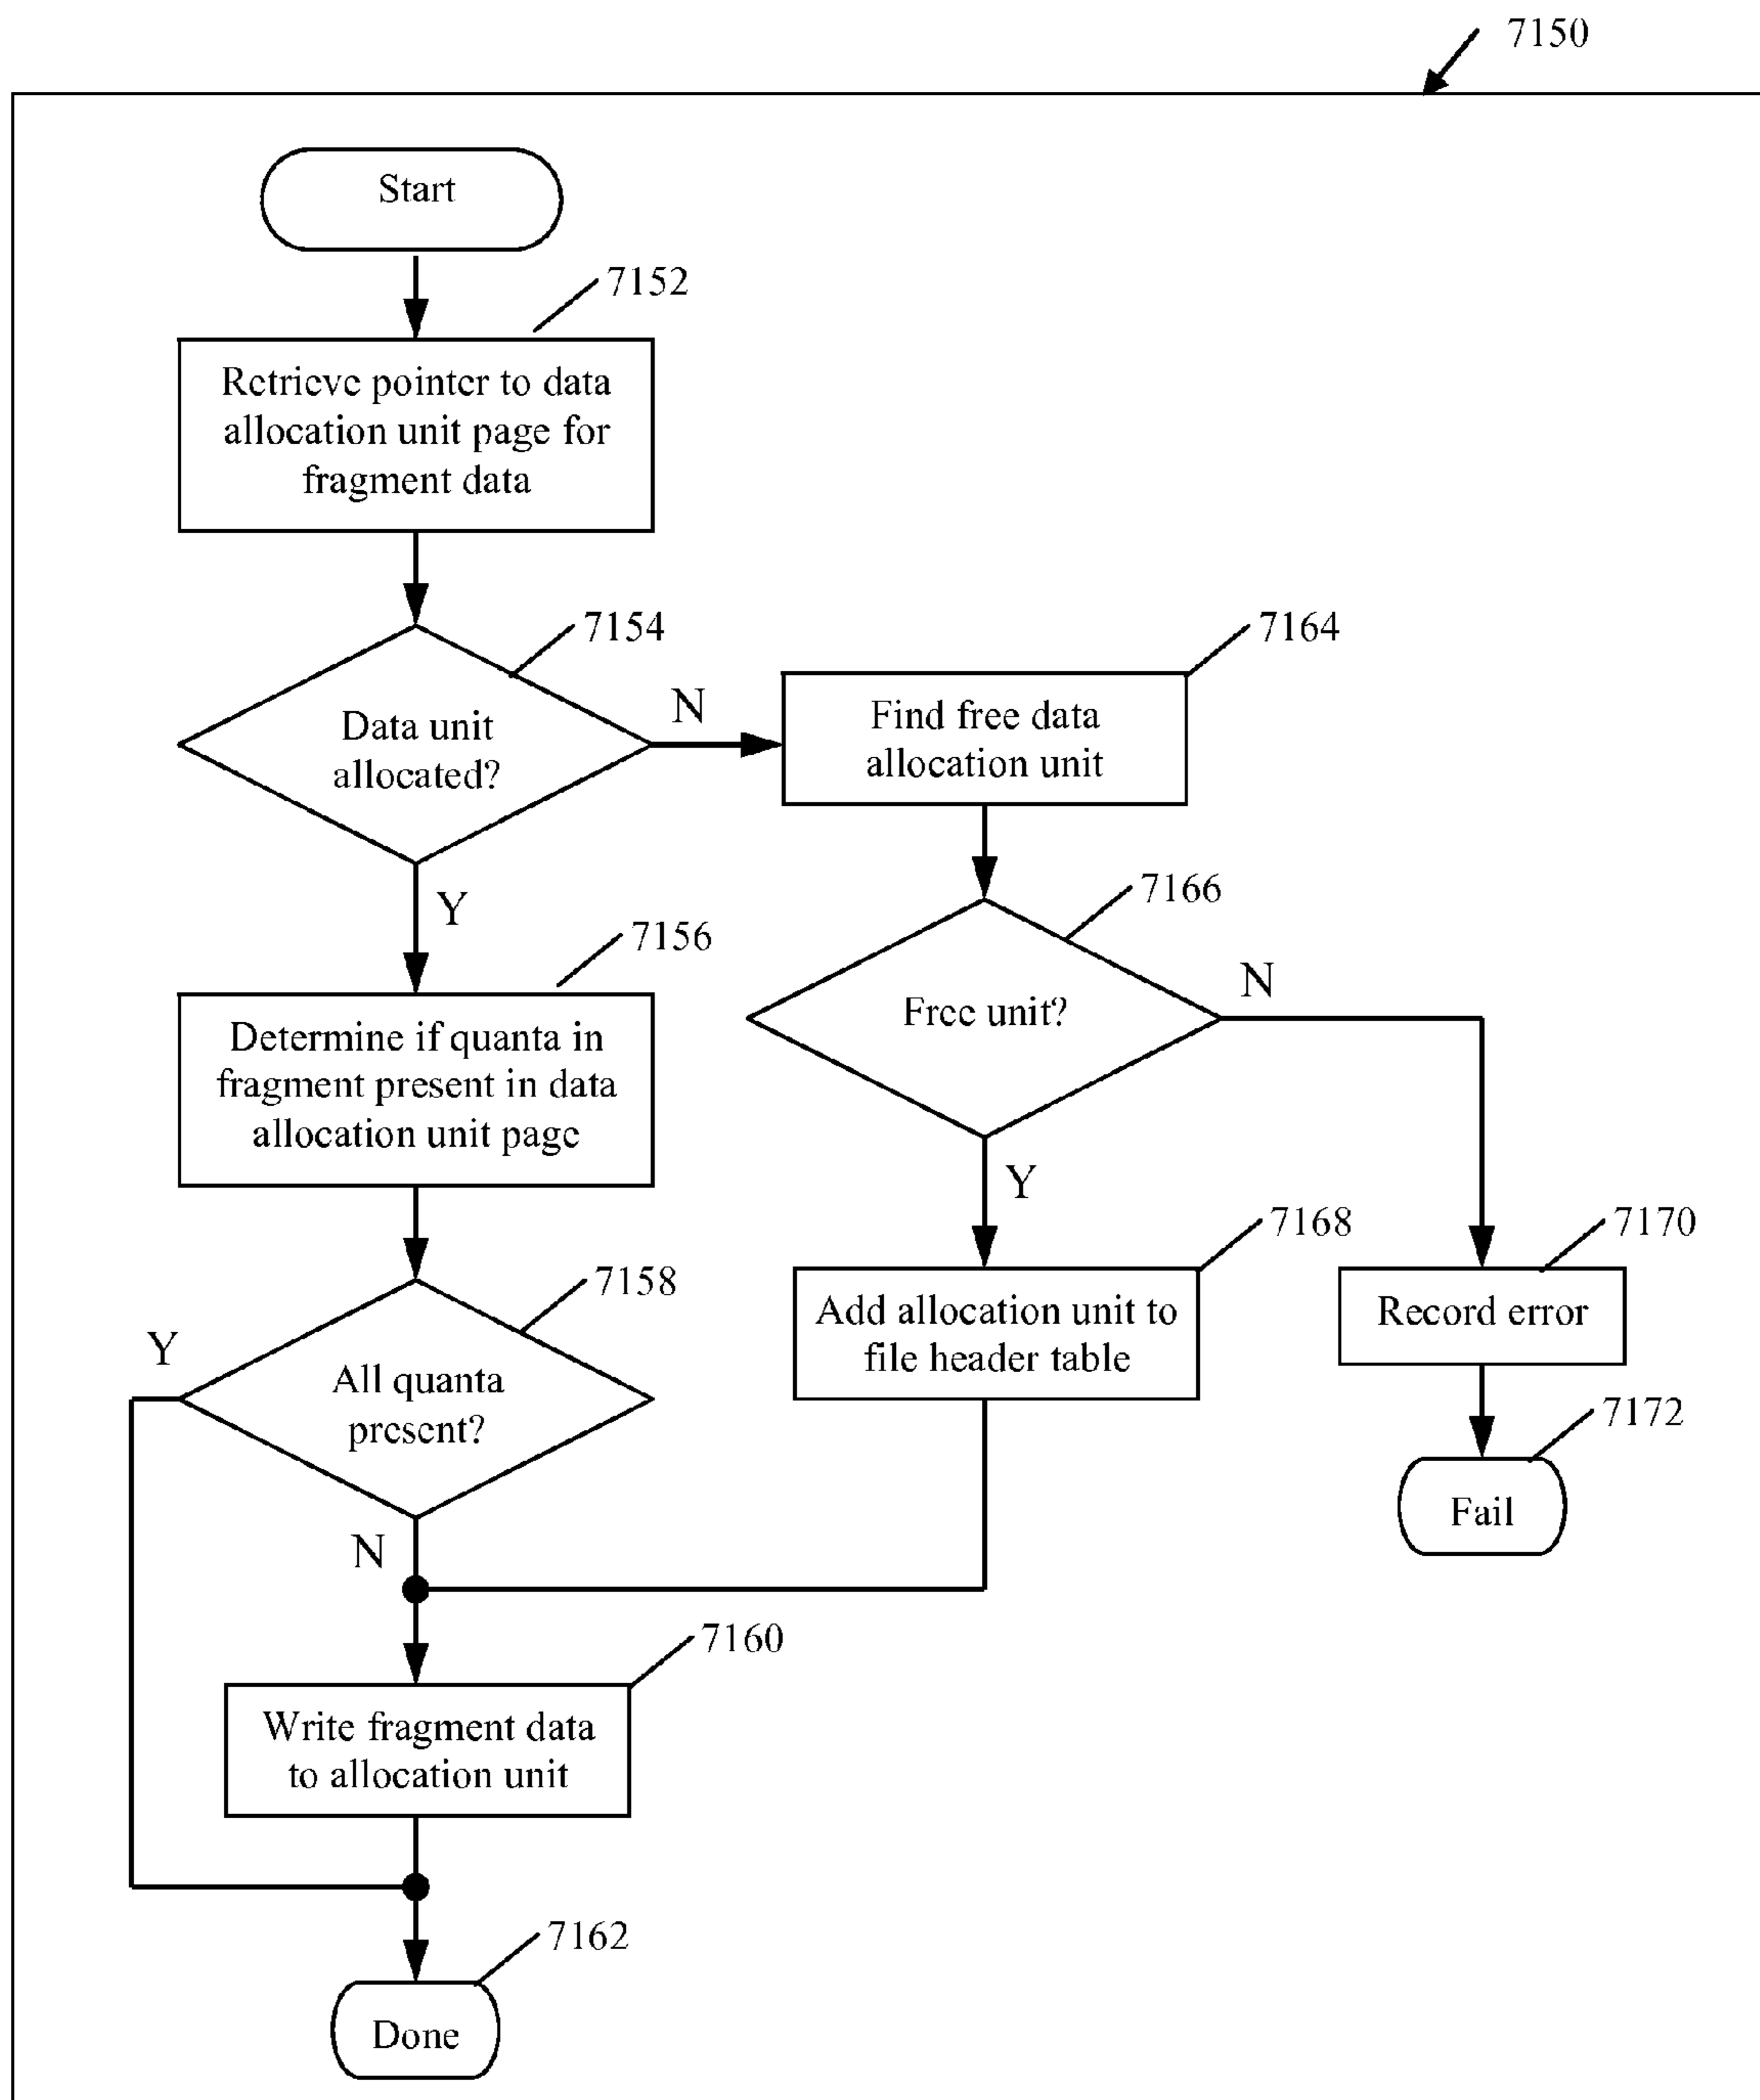 7150
Start
7152
Retrieve pointer to data
allocation unit page for
fragment data
7154
Data unit
allocated?
N
7164
Find free data
allocation unit
Y
7166
Free unit?
N
7156
Determine if quanta in
fragment present in data
allocation unit page
Y
7168
Add allocation unit to
file header table
7170
Record error
7158
All quanta
present?
Y
N
7172
Fail
7160
Write fragment data
to allocation unit
7162
Done